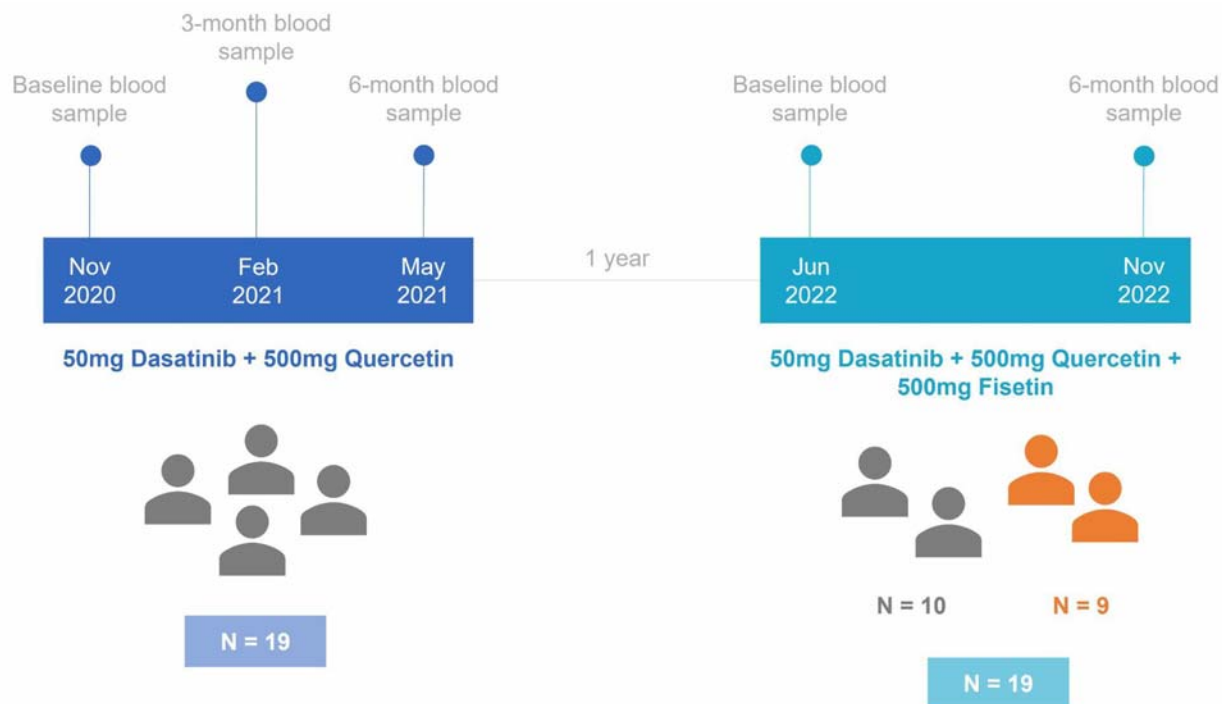 3-month blood
sample
Baseline blood
sample
6-month blood
sample
Baseline blood
sample
6-month blood
sample
Nov
2020
Feb
2021
May
2021
1 year
Jun
2022
Nov
2022
50mg Dasatinib + 500mg Quercetin
50mg Dasatinib + 500mg Quercetin +
500mg Fisetin
N = 10
N = 9
N = 19
N = 19